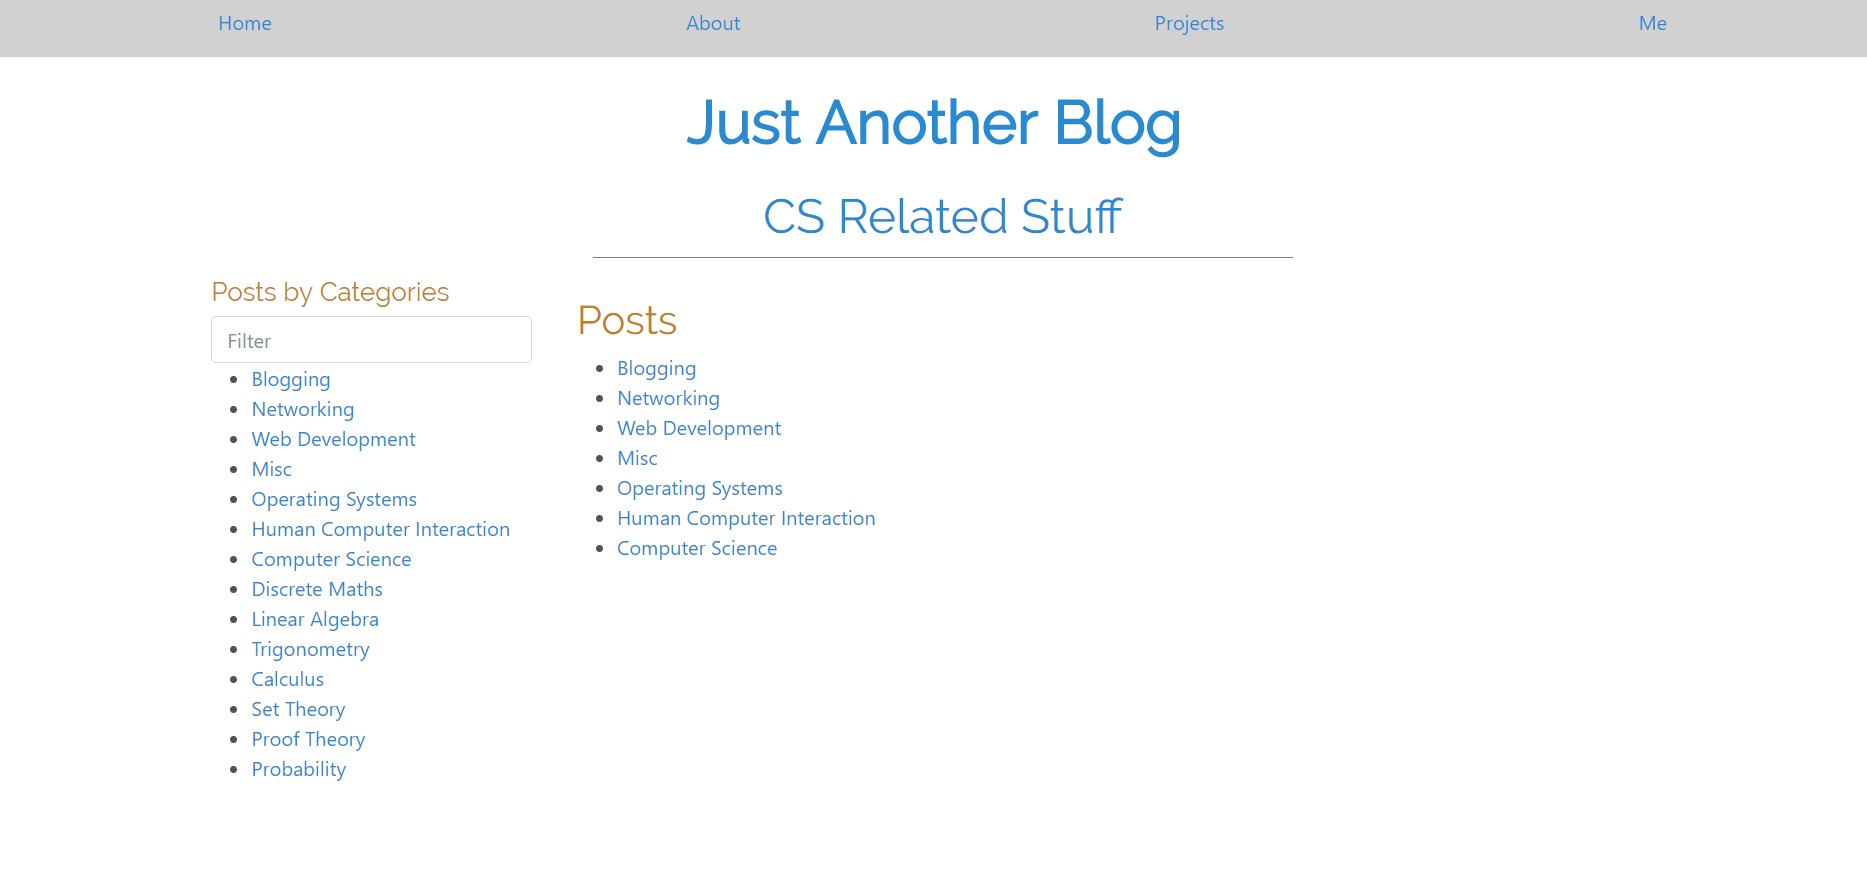 Home About Projects Me
Just Another Blog
CS Related Stuff
Posts by Categories
Filter
Blogging
Networking
Web Development
Misc
Operating Systems
Human Computer Interaction
Computer Science
Discrete Maths
Linear Algebra
Trigonometry
Calculus
Set Theory
Proof Theory
Probability
Posts
Blogging
Networking
Web Development
Misc
Operating Systems
Human Computer Interaction
Computer Science